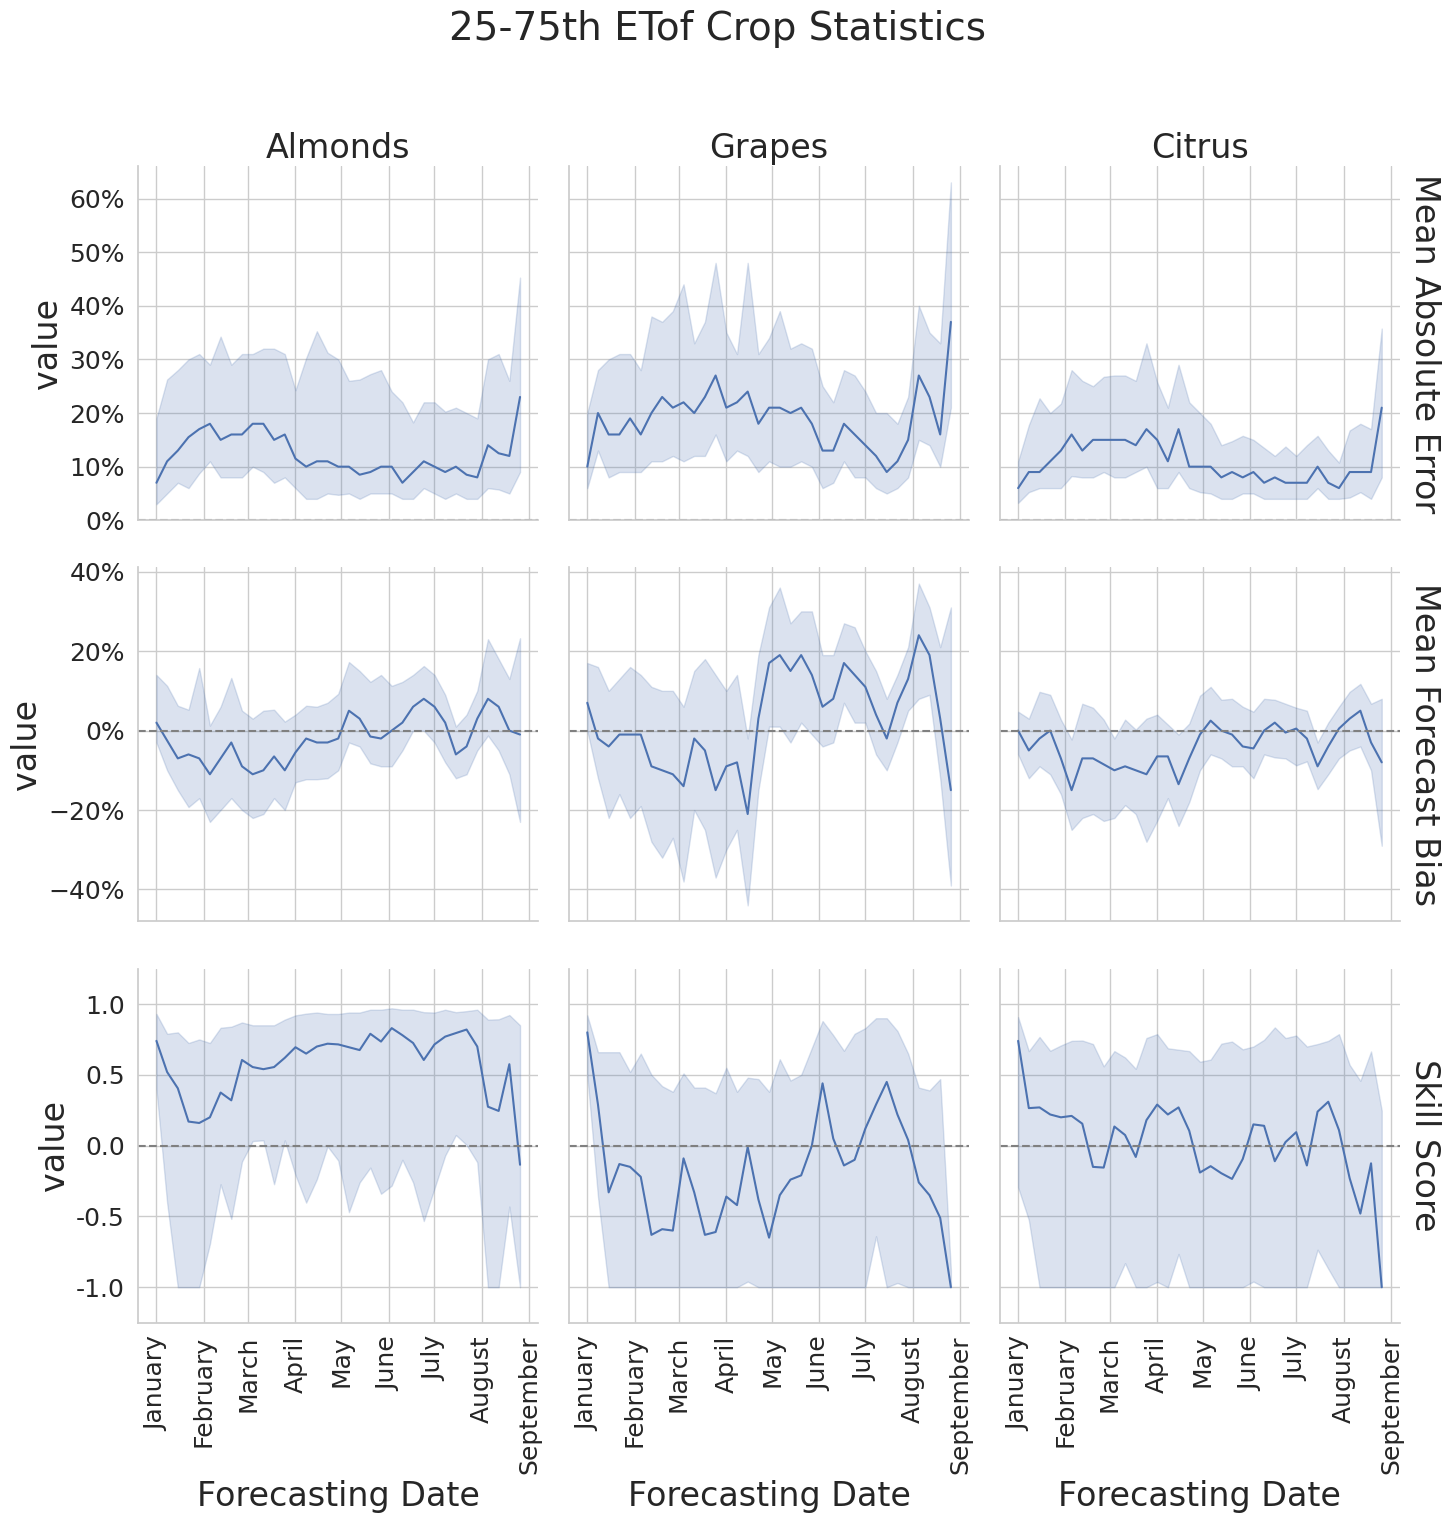 25-75th ETof Crop Statistics
Almonds
Grapes
Citrus
60%
50%
40%
30%
20%
10%
0%
value
Mean Absolute Error
40%
20%
0%
−20%
−40%
value
Mean Forecast Bias
1.0
0.5
0.0
-0.5
-1.0
value
Skill Score
January
February
March
April
May
June
July
August
September
January
February
March
April
May
June
July
August
September
January
February
March
April
May
June
July
August
September
Forecasting Date
Forecasting Date
Forecasting Date